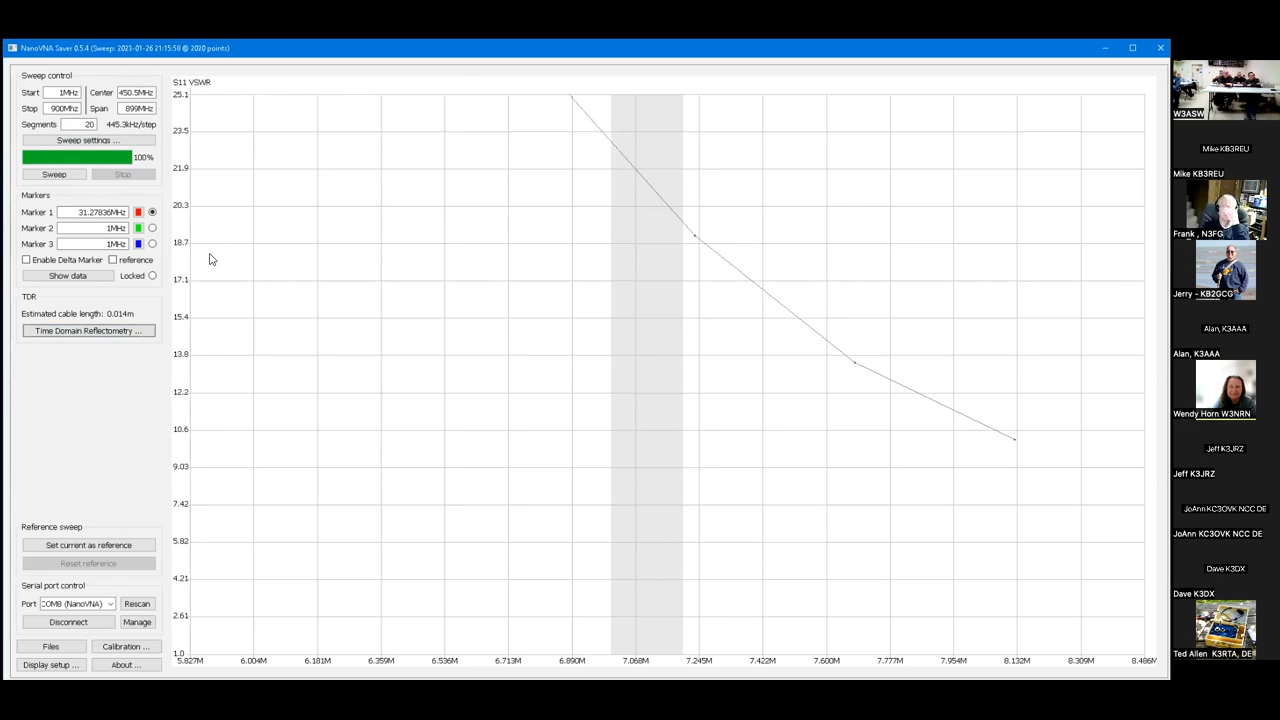 NanoVNA Saver 0.5.4 (Sweep: 2023-01-26 21:15:58 @ 2020 points)
Sweep control
Start 1MHz Center 450.5MHz
Stop 900Mhz Span 899MHz
Segments 20 445.3kHz/step
Sweep settings ...
100%
Sweep Stop
Markers
Marker 1 31.27836MHz
Marker 2 1MHz
Marker 3 1MHz
Enable Delta Marker reference
Show data Locked
TDR
Estimated cable length: 0.014m
Time Domain Reflectometry ...
Reference sweep
Set current as reference
Reset reference
Serial port control
Port COM8 (NanoVNA) Rescan
Disconnect Manage
Files Calibration ...
Display setup ... About ...
S11 VSWR
25.1
23.5
21.9
20.3
18.7
17.1
15.4
13.8
12.2
10.6
9.03
7.42
5.82
4.21
2.61
1.0
5.827M 6.004M 6.181M 6.359M 6.536M 6.713M 6.890M 7.068M 7.245M 7.422M 7.600M 7.777M 7.954M 8.132M 8.309M 8.486M
W3ASW
Mike KB3REU
Mike KB3REU
Frank , N3FG
Jerry - KB2GCG
Alan, K3AAA
Alan, K3AAA
Wendy Horn W3NRN
Jeff K3JRZ
Jeff K3JRZ
JoAnn KC3OVK NCC DE
JoAnn KC3OVK NCC DE
Dave K3DX
Dave K3DX
Ted Allen K3RTA, DE